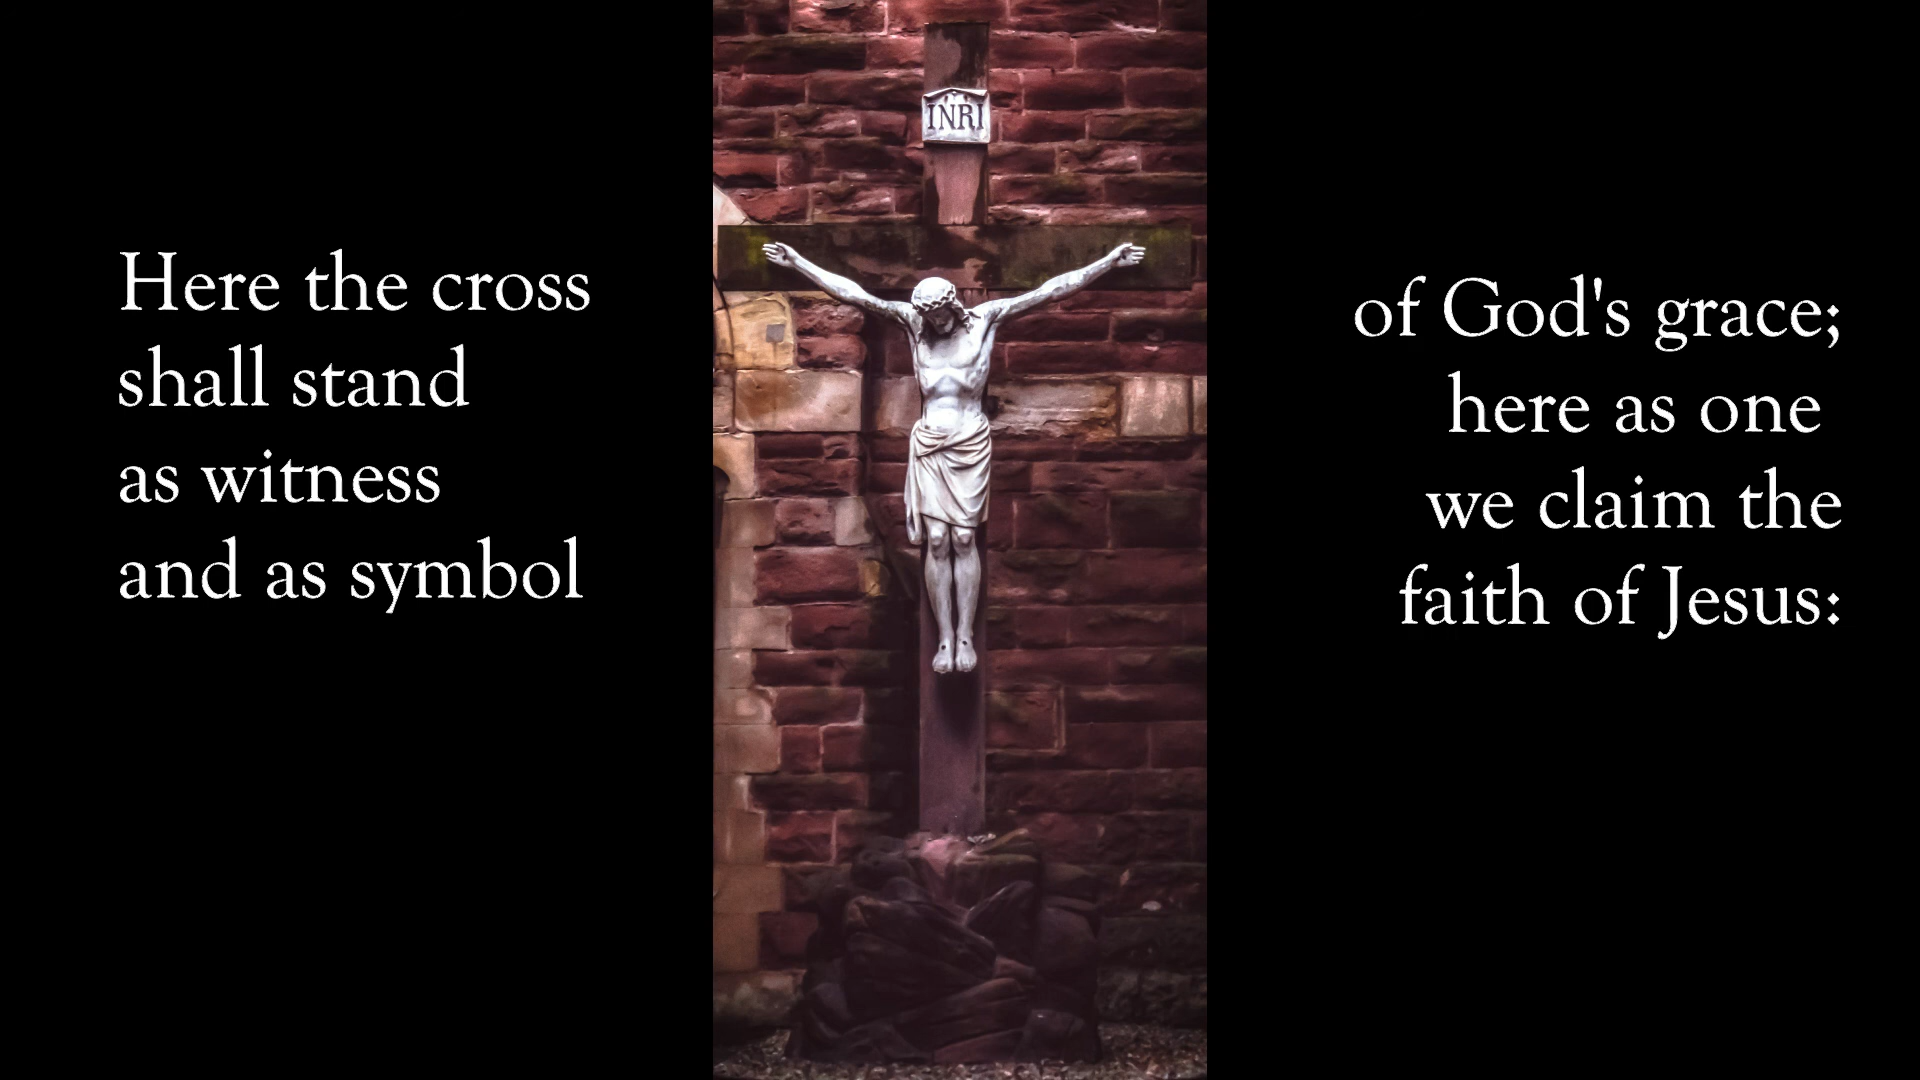 Here the cross
shall stand
as witness
and as symbol
INRI
of God's grace;
here as one
we claim the
faith of Jesus: